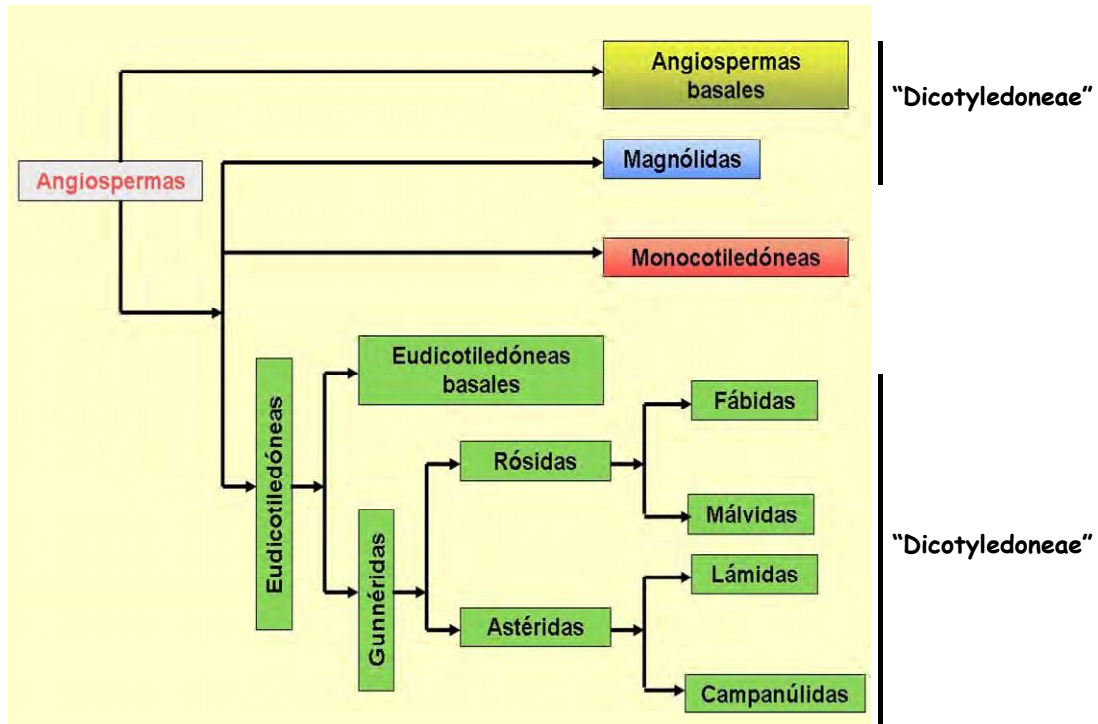 Angiospermas
basales
“Dicotyledoneae”
Magnólidas
Angiospermas
Monocotiledóneas
Eudicotiledóneas
basales
Eudicotiledóneas
Fábidas
Rósidas
Málvidas
“Dicotyledoneae”
Gunnéridas
Lámidas
Astéridas
Campanúlidas